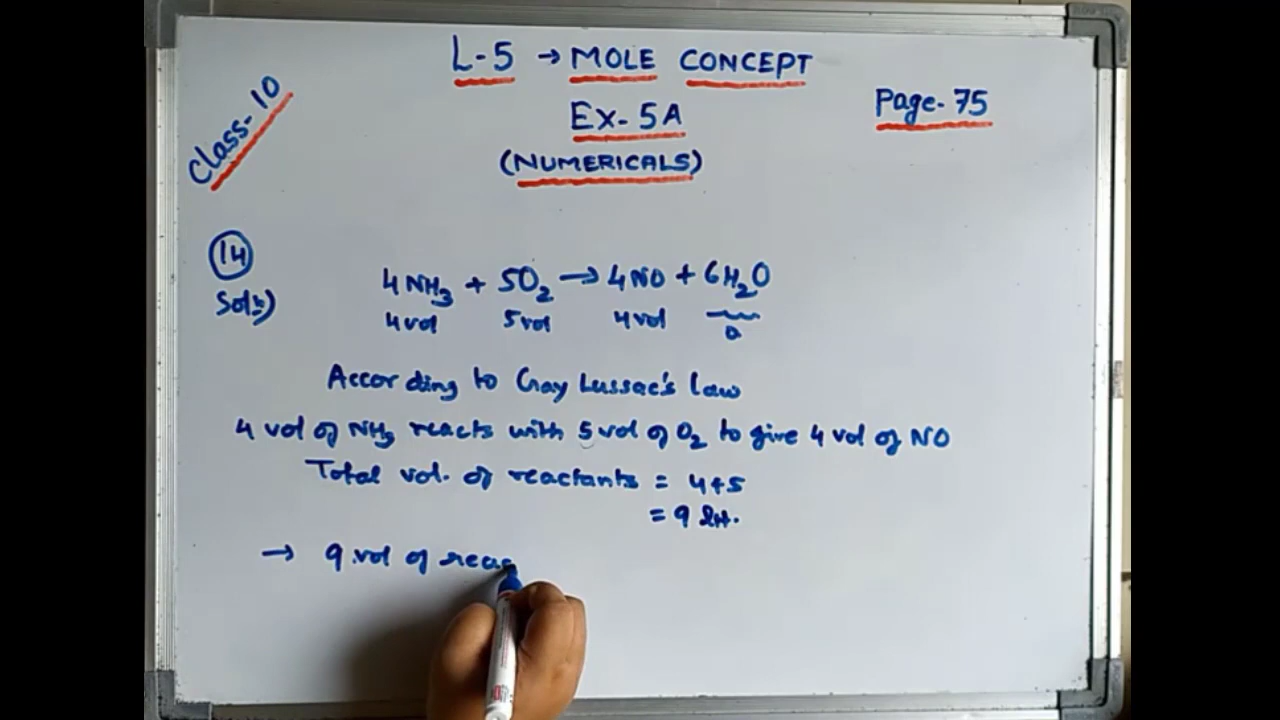 L-5 → MOLE CONCEPT
Class-10
Page-75
Ex-5A
(NUMERICALS)
14
Solⁿ)
4NH₃ + 5O₂ → 4NO + 6H₂O
4vol 5vol 4vol 0
According to Gay Lussac's Law
4 vol of NH₃ reacts with 5 vol of O₂ to give 4 vol of NO
Total vol. of reactants = 4+5
= 9 lit.
→ 9 vol of reac